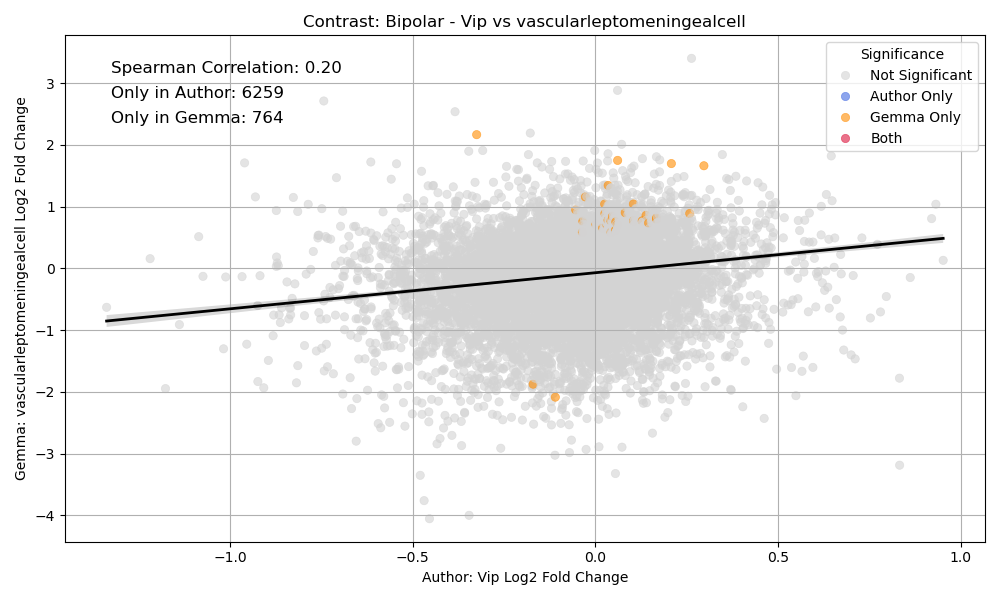 Contrast: Bipolar - Vip vs vascularleptomeningealcell
Spearman Correlation: 0.20
Only in Author: 6259
Only in Gemma: 764
Significance
Not Significant
Author Only
Gemma Only
Both
3
2
1
0
−1
−2
−3
−4
Gemma: vascularleptomeningealcell Log2 Fold Change
−1.0
−0.5
0.0
0.5
1.0
Author: Vip Log2 Fold Change